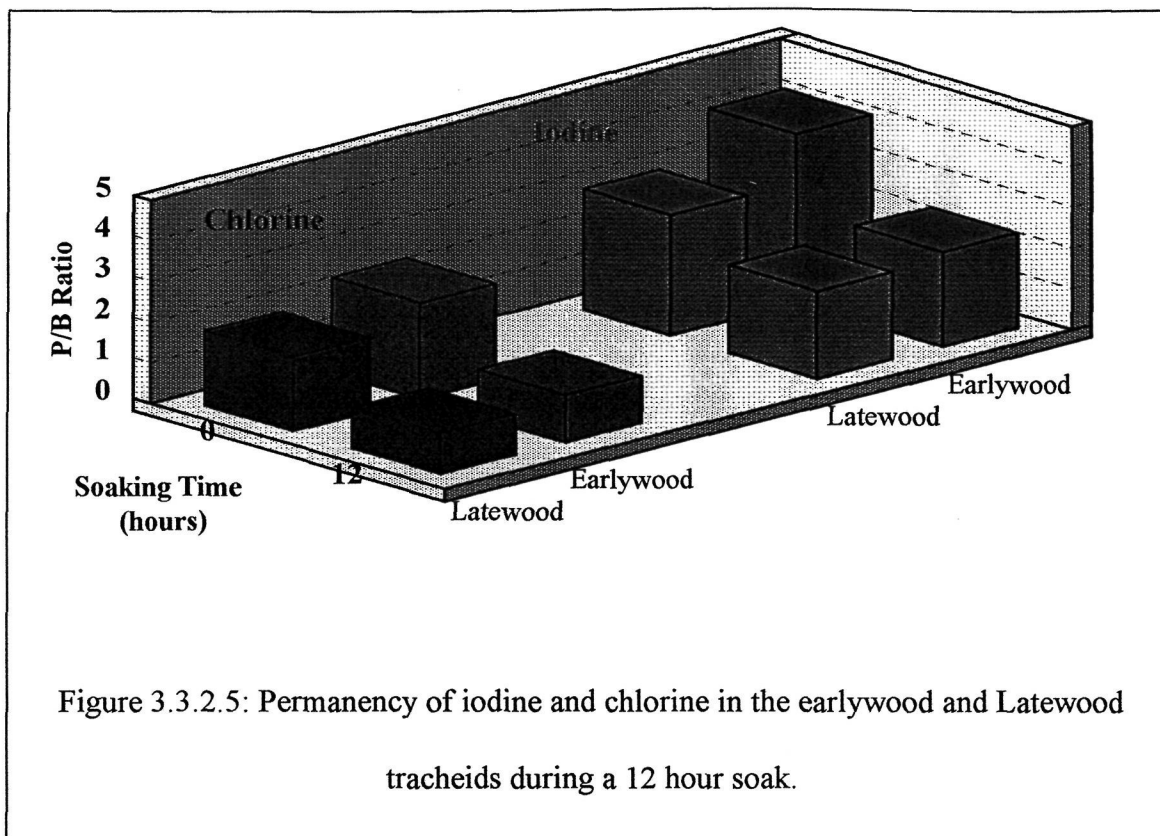 Iodine
Chlorine
5
4
3
2
1
0
P/B Ratio
0
12
Soaking Time
(hours)
Latewood
Earlywood
Latewood
Earlywood
Figure 3.3.2.5: Permanency of iodine and chlorine in the earlywood and Latewood
tracheids during a 12 hour soak.